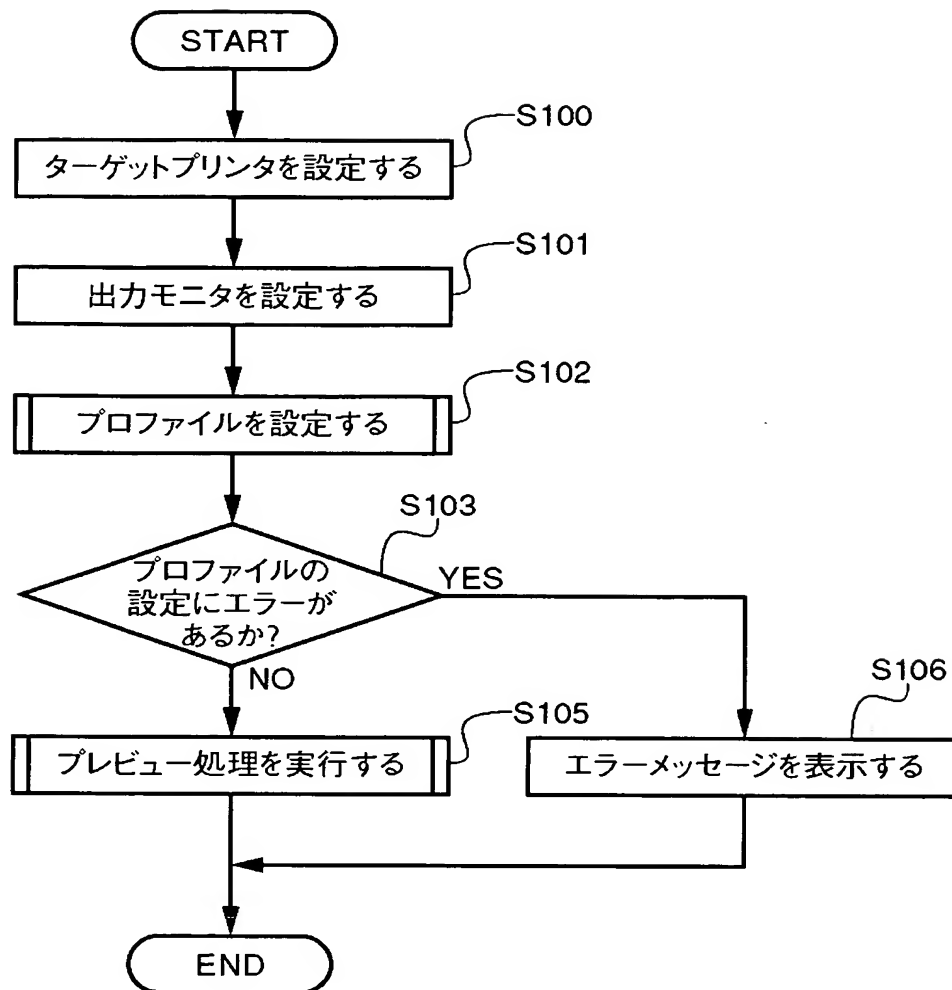 START
S100
ターゲットプリンタを設定する
S101
出力モニタを設定する
S102
プロファイルを設定する
S103
プロファイルの
設定にエラーが
あるか?
YES
NO
S105
プレビュー処理を実行する
S106
エラーメッセージを表示する
END